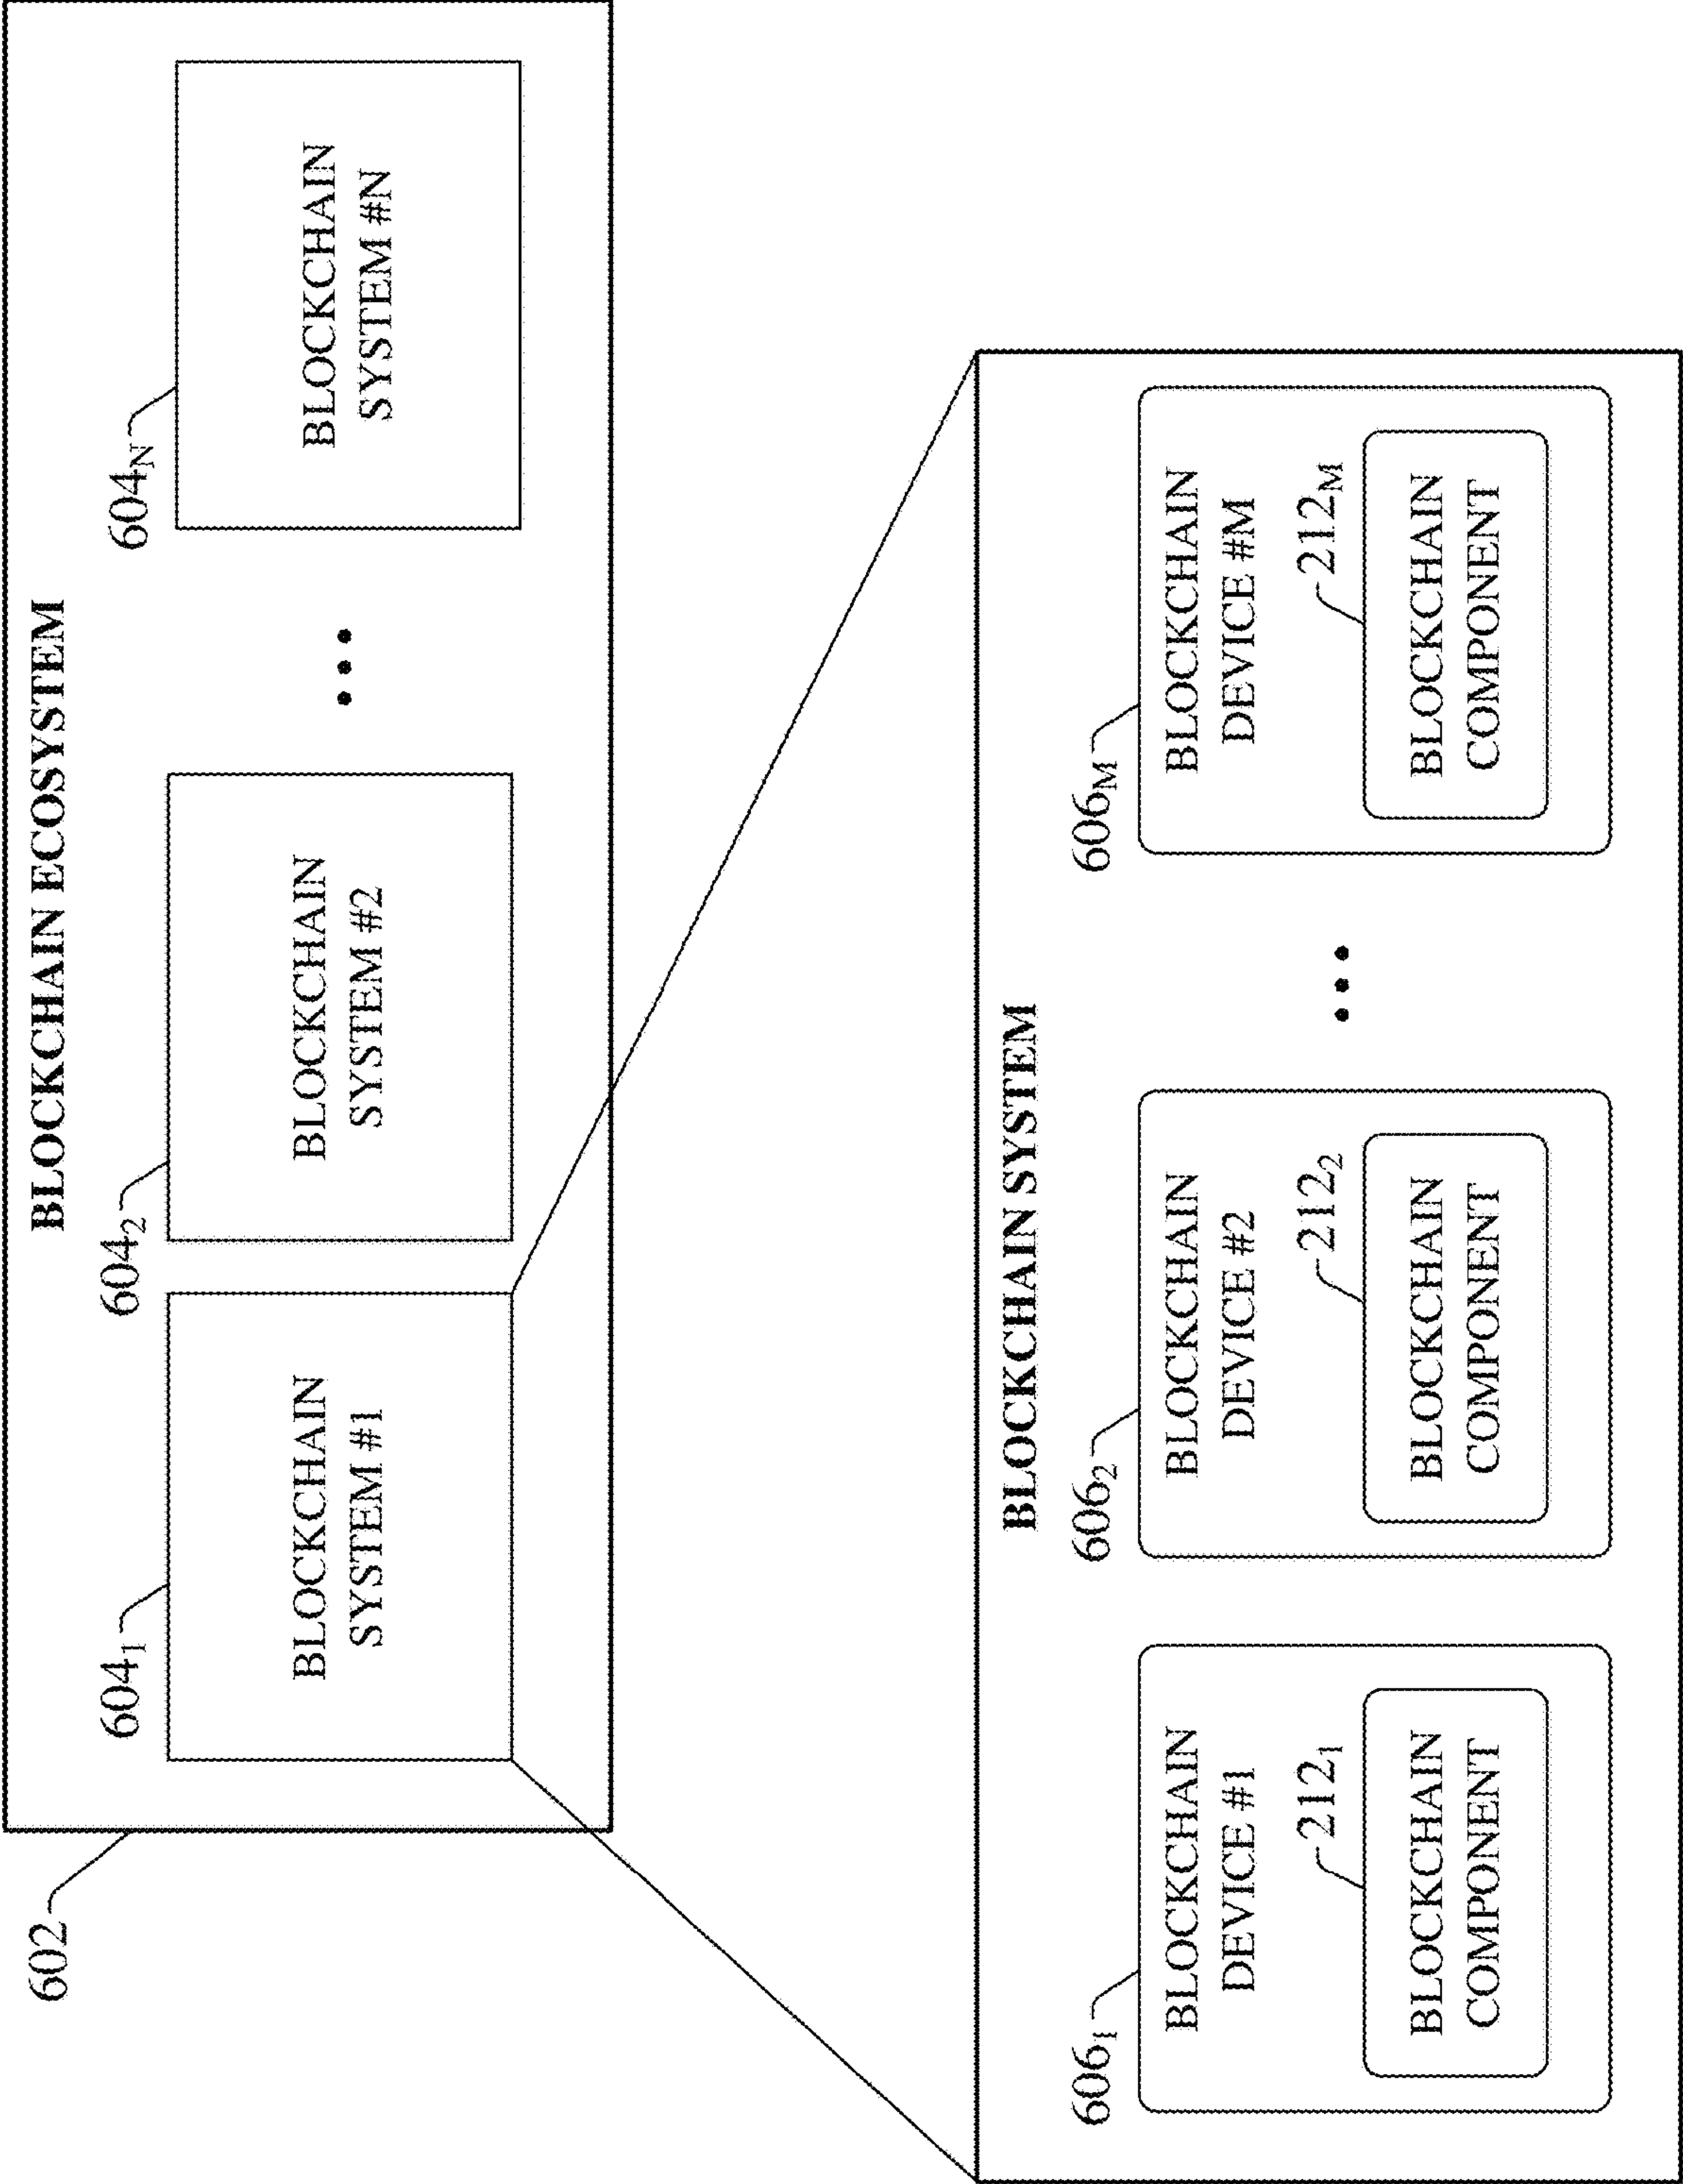 BLOCKCHAIN ECOSYSTEM
602
604₁
BLOCKCHAIN
SYSTEM #1
604₂
BLOCKCHAIN
SYSTEM #2
•••
604N
BLOCKCHAIN
SYSTEM #N
BLOCKCHAIN SYSTEM
606₁
BLOCKCHAIN
DEVICE #1
212₁
BLOCKCHAIN
COMPONENT
606₂
BLOCKCHAIN
DEVICE #2
212₂
BLOCKCHAIN
COMPONENT
•••
606M
BLOCKCHAIN
DEVICE #M
212M
BLOCKCHAIN
COMPONENT